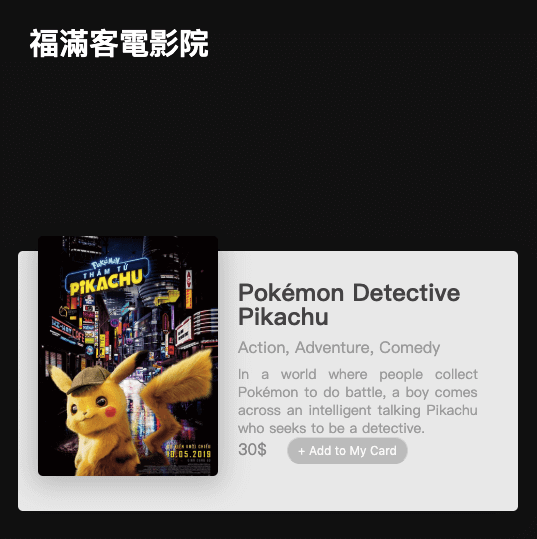 福滿客電影院
Pokémon
THÁM TỬ
PIKACHU
Pokémon Detective
Pikachu
Action, Adventure, Comedy
In a world where people collect
Pokémon to do battle, a boy comes
across an intelligent talking Pikachu
who seeks to be a detective.
10.05.2019
30$ + Add to My Card